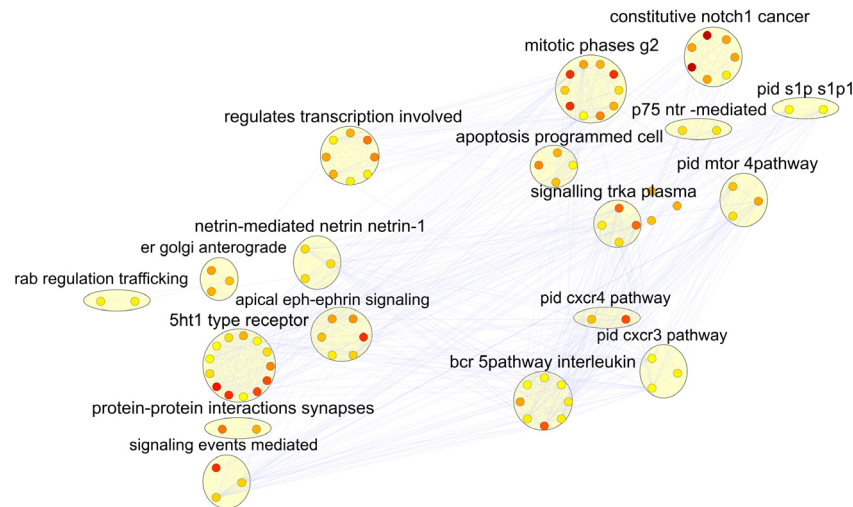 constitutive notch1 cancer
mitotic phases g2
pid s1p s1p1
p75 ntr -mediated
regulates transcription involved
apoptosis programmed cell
pid mtor 4pathway
signalling trka plasma
netrin-mediated netrin netrin-1
er golgi anterograde
rab regulation trafficking
apical eph-ephrin signaling
pid cxcr4 pathway
5ht1 type receptor
pid cxcr3 pathway
bcr 5pathway interleukin
protein-protein interactions synapses
signaling events mediated